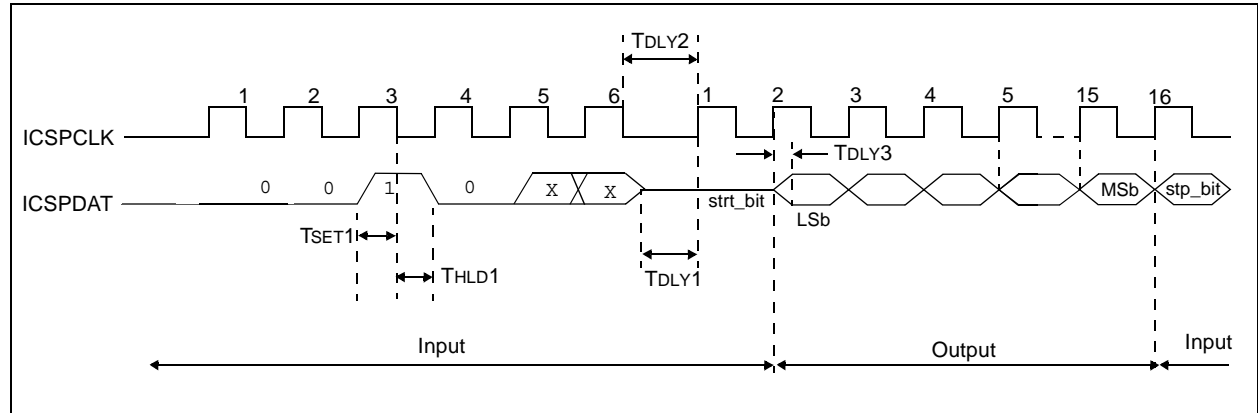 TDLY2
1 2 3 4 5 6 1 2 3 4 5 15 16
ICSPCLK
TDLY3
ICSPDAT
0 0 1 0 X X strt_bit LSb MSb stp_bit
TSET1
THLD1
TDLY1
Input Output Input